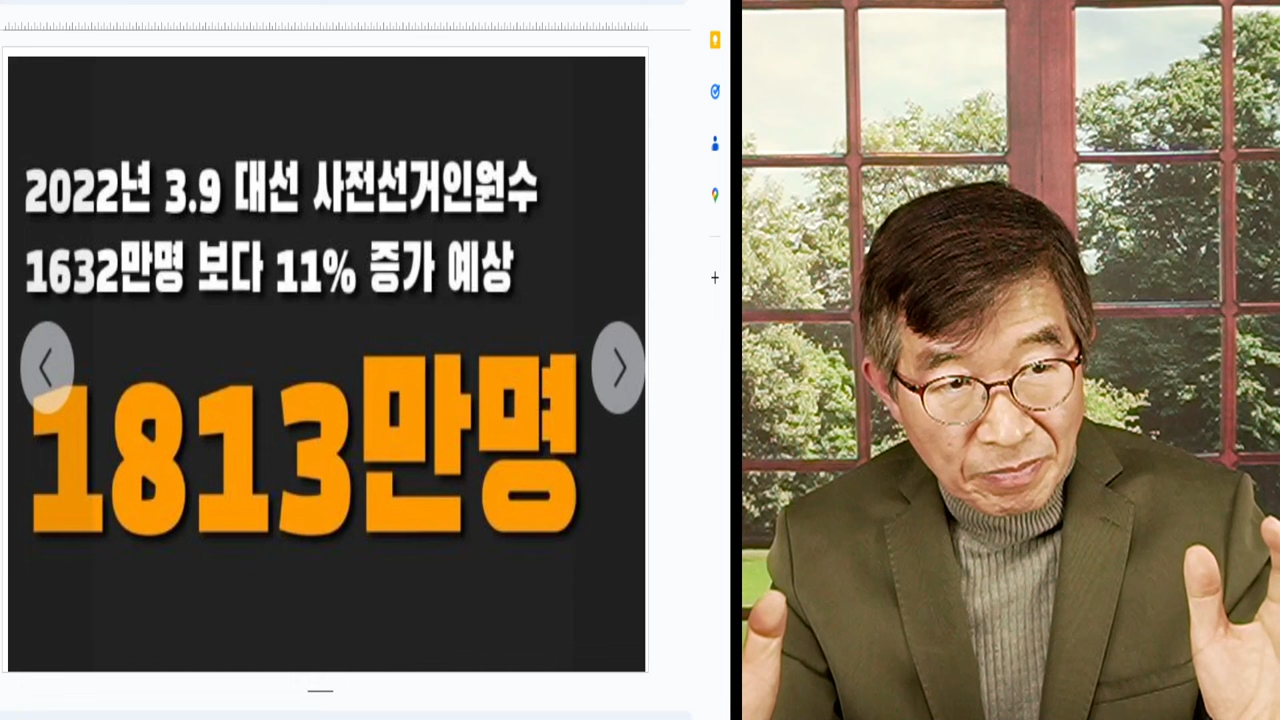 2022년 3.9 대선 사전선거인원수
1632만명 보다 11% 증가 예상
1813만명